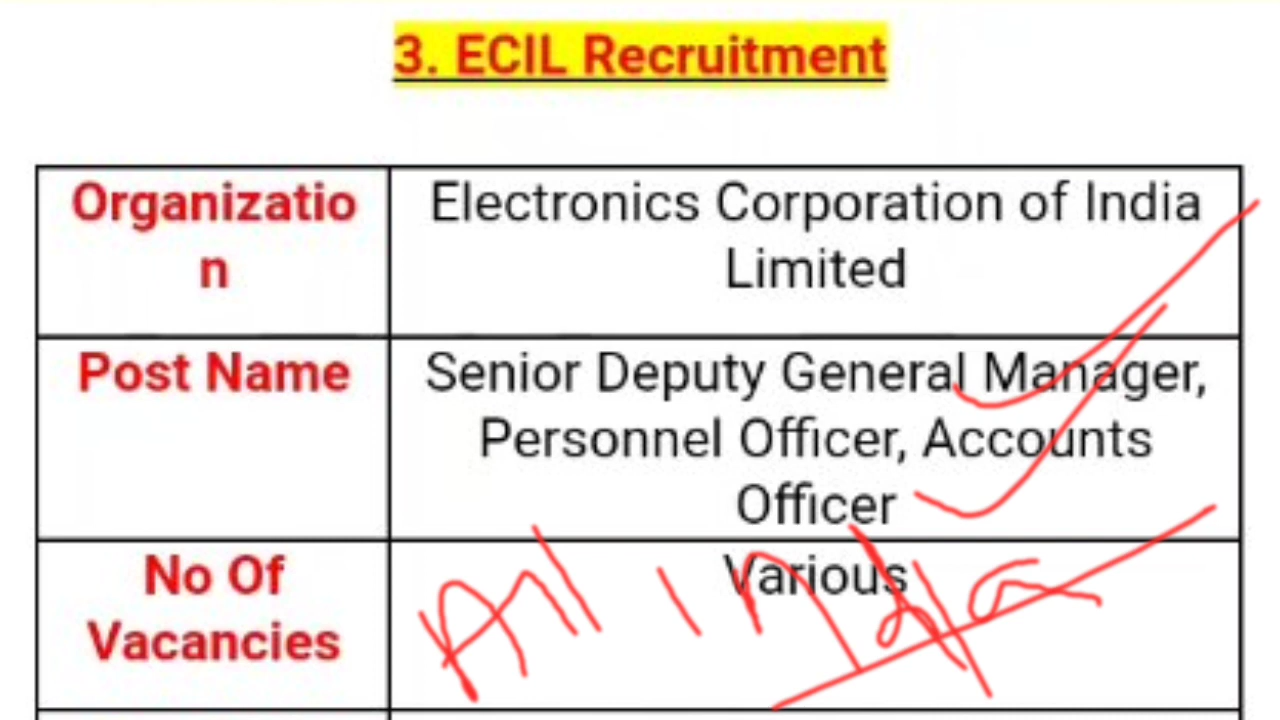 3. ECIL Recruitment
Organizatio
n
Electronics Corporation of India
Limited
Post Name
Senior Deputy General Manager,
Personnel Officer, Accounts
Officer
No Of
Vacancies
Various
All India